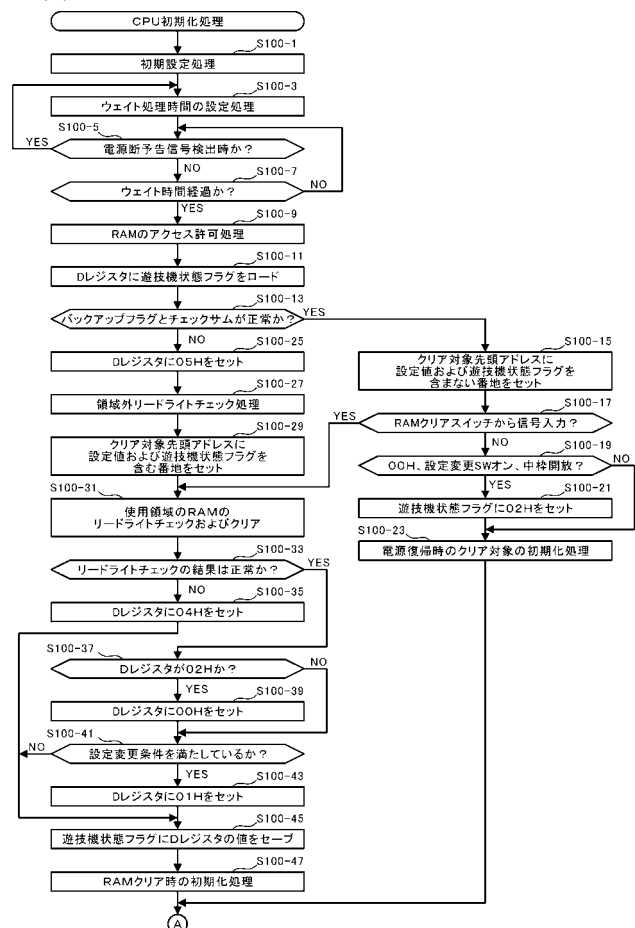 CPU初期化処理
S100-1
初期設定処理
S100-3
ウェイト処理時間の設定処理
S100-5
YES
電源断予告信号検出時か?
NO
S100-7
ウェイト時間経過か?
NO
YES
S100-9
RAMのアクセス許可処理
S100-11
Dレジスタに遊技機状態フラグをロード
S100-13
バックアップフラグとチェックサムが正常か?
YES
NO
S100-25
Dレジスタに05Hをセット
S100-27
領域外リードライトチェック処理
S100-29
クリア対象先頭アドレスに
設定値および遊技機状態フラグを
含む番地をセット
S100-15
クリア対象先頭アドレスに
設定値および遊技機状態フラグを
含まない番地をセット
S100-17
YES
RAMクリアスイッチから信号入力?
NO
S100-19
00H、設定変更SWオン、中枠開放?
NO
YES
S100-21
遊技機状態フラグに02Hをセット
S100-23
電源復帰時のクリア対象の初期化処理
S100-31
使用領域のRAMの
リードライトチェックおよびクリア
S100-33
リードライトチェックの結果は正常か?
YES
NO
S100-35
Dレジスタに04Hをセット
S100-37
Dレジスタが02Hか?
NO
YES
S100-39
Dレジスタに00Hをセット
S100-41
NO
設定変更条件を満たしているか?
YES
S100-43
Dレジスタに01Hをセット
S100-45
遊技機状態フラグにDレジスタの値をセーブ
S100-47
RAMクリア時の初期化処理
A